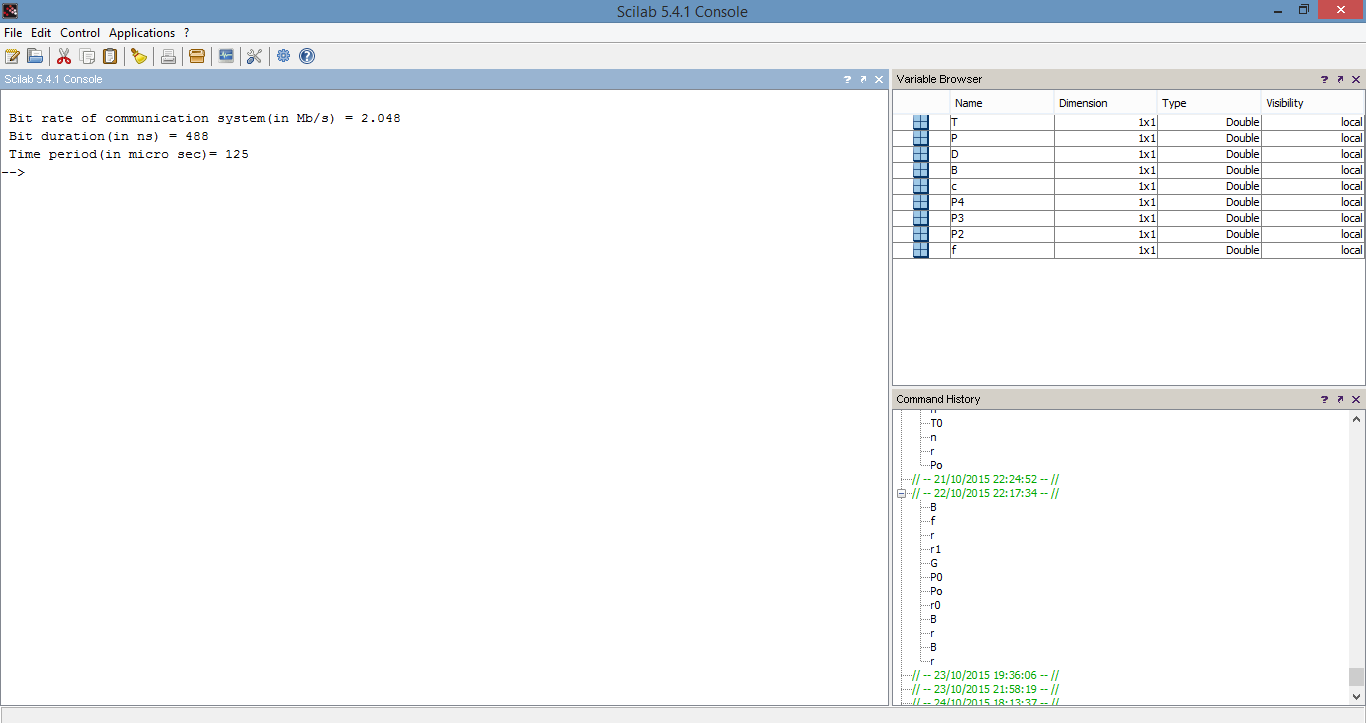 Scilab 5.4.1 Console
File Edit Control Applications ?
Scilab 5.4.1 Console
Bit rate of communication system(in Mb/s) = 2.048
Bit duration(in ns) = 488
Time period(in micro sec)= 125
-->
Variable Browser
Name Dimension Type Visibility
T 1x1 Double local
P 1x1 Double local
D 1x1 Double local
B 1x1 Double local
c 1x1 Double local
P4 1x1 Double local
P3 1x1 Double local
P2 1x1 Double local
f 1x1 Double local
Command History
T0
n
r
Po
// -- 21/10/2015 22:24:52 -- //
// -- 22/10/2015 22:17:34 -- //
B
f
r
r1
G
P0
Po
r0
B
r
B
r
// -- 23/10/2015 19:36:06 -- //
// -- 23/10/2015 21:58:19 -- //
// -- 24/10/2015 18:13:37 -- //